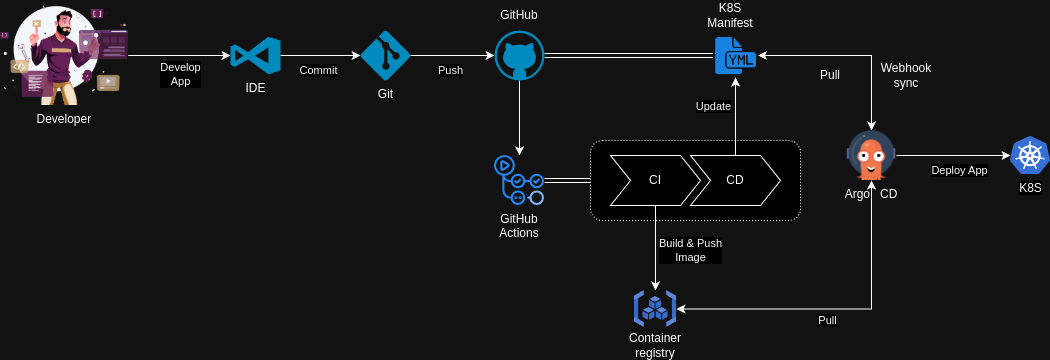 GitHub
K8S
Manifest
YML
Develop
App
IDE
Commit
Git
Push
Pull
Webhook
sync
Developer
Update
CI
CD
Argo CD
Deploy App
K8S
GitHub
Actions
Build & Push
Image
Pull
Container
registry